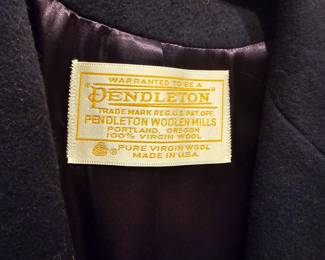 WARRANTED TO BE A
"PENDLETON"
TRADE MARK REG. U.S. PAT. OFF.
PENDLETON WOOLEN MILLS
PORTLAND, OREGON
100% VIRGIN WOOL
PURE VIRGIN WOOL
MADE IN U.S.A.